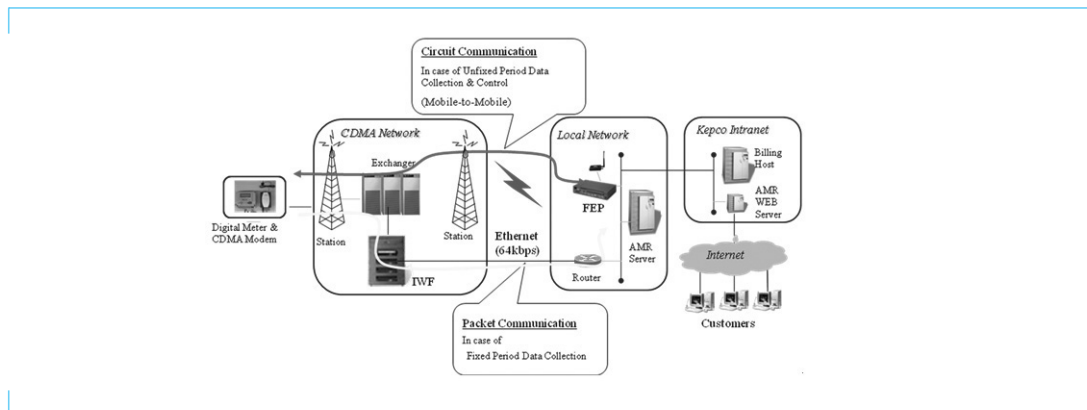 Circuit Communication
In case of Unfixed Period Data
Collection & Control
(Mobile-to-Mobile)
CDMA Network
Local Network
Kepco Intranet
Exchanger
Billing
Host
FEP
AMR
WEB
Server
Digital Meter &
CDMA Modem
Station
Station
Ethernet
(64kbps)
AMR
Server
Internet
Router
IWF
Customers
Packet Communication
In case of
Fixed Period Data Collection